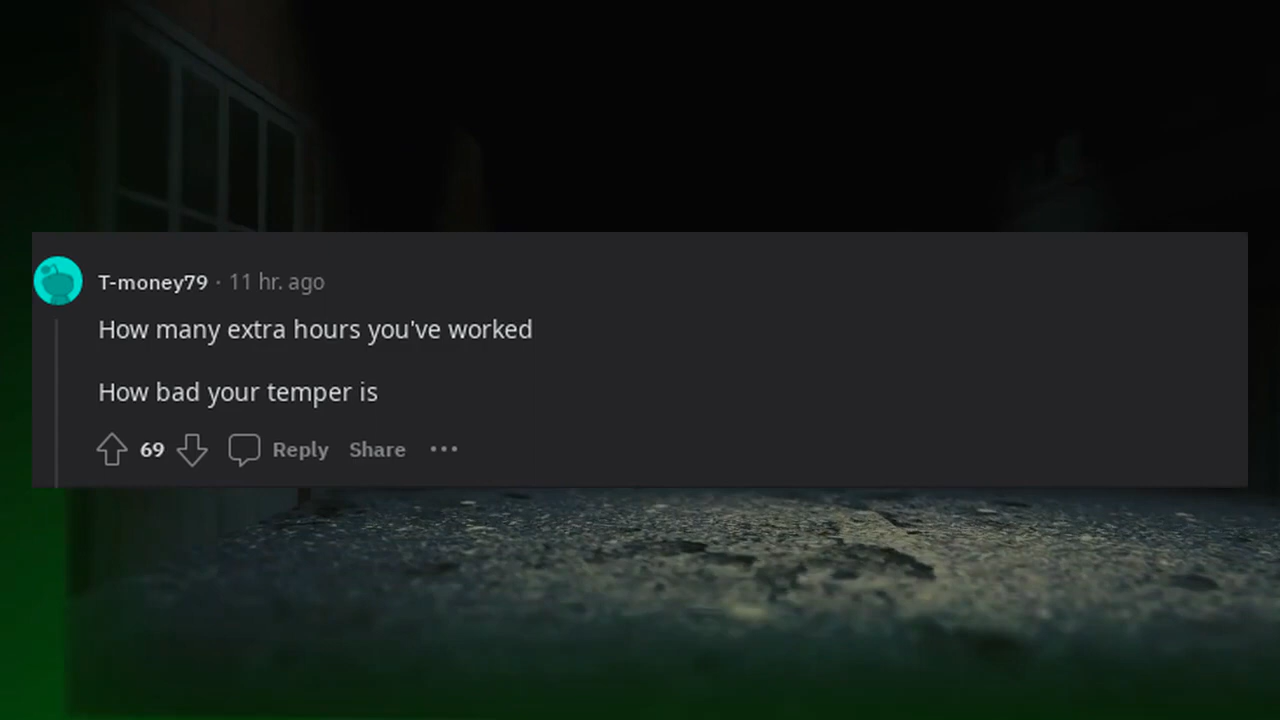 T-money79 · 11 hr. ago
How many extra hours you've worked
How bad your temper is
69 Reply Share ...